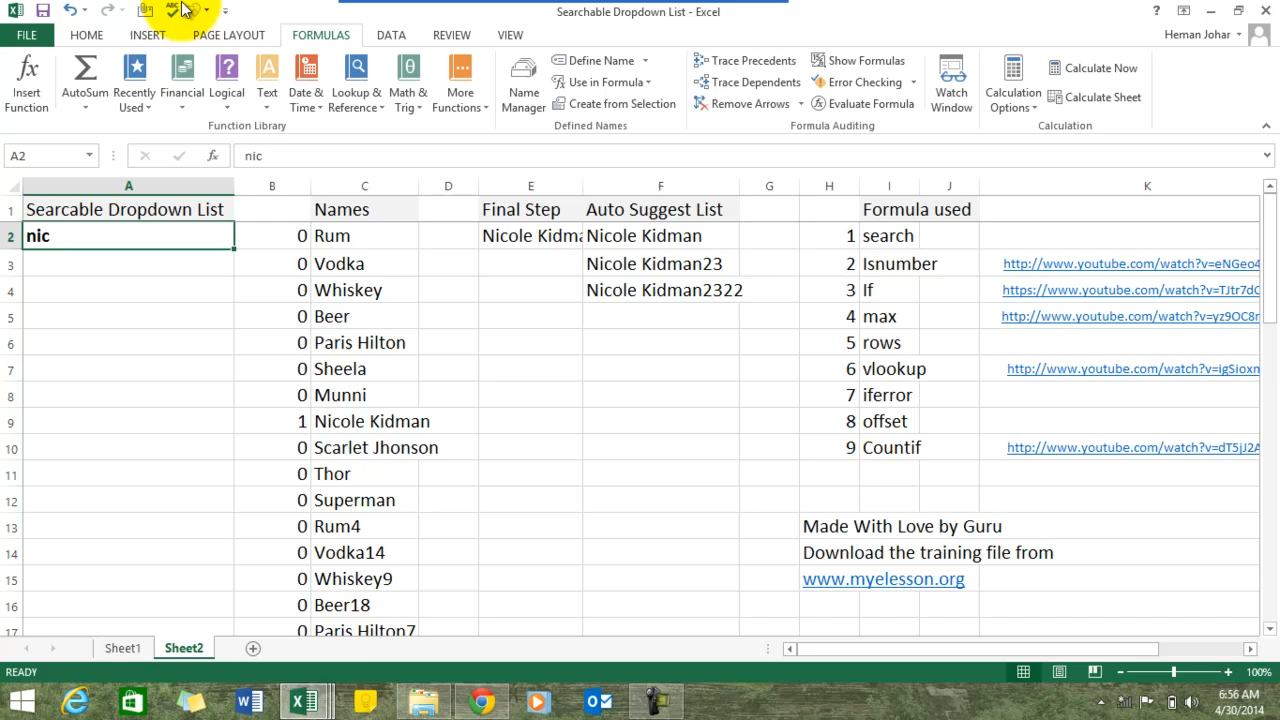 Searchable Dropdown List - Excel
FILE HOME INSERT PAGE LAYOUT FORMULAS DATA REVIEW VIEW Heman Johar
Insert Function
AutoSum
Recently Used
Financial
Logical
Text
Date & Time
Lookup & Reference
Math & Trig
More Functions
Function Library
Name Manager
Define Name
Use in Formula
Create from Selection
Defined Names
Trace Precedents
Trace Dependents
Remove Arrows
Show Formulas
Error Checking
Evaluate Formula
Formula Auditing
Watch Window
Calculation Options
Calculate Now
Calculate Sheet
Calculation
A2 fx nic
A B C D E F G H I J K
1 Searcable Dropdown List Names Final Step Auto Suggest List Formula used
2 nic 0 Rum Nicole Kidma Nicole Kidman 1 search
3 0 Vodka Nicole Kidman23 2 Isnumber http://www.youtube.com/watch?v=eNGeo4
4 0 Whiskey Nicole Kidman2322 3 If https://www.youtube.com/watch?v=TJtr7dC
5 0 Beer 4 max http://www.youtube.com/watch?v=yz9OC8r
6 0 Paris Hilton 5 rows
7 0 Sheela 6 vlookup http://www.youtube.com/watch?v=igSioxn
8 0 Munni 7 iferror
9 1 Nicole Kidman 8 offset
10 0 Scarlet Jhonson 9 Countif http://www.youtube.com/watch?v=dT5jJ2A
11 0 Thor
12 0 Superman
13 0 Rum4 Made With Love by Guru
14 0 Vodka14 Download the training file from
15 0 Whiskey9 www.myelesson.org
16 0 Beer18
17 0 Paris Hilton7
Sheet1 Sheet2
READY 100%
6:56 AM
4/30/2014